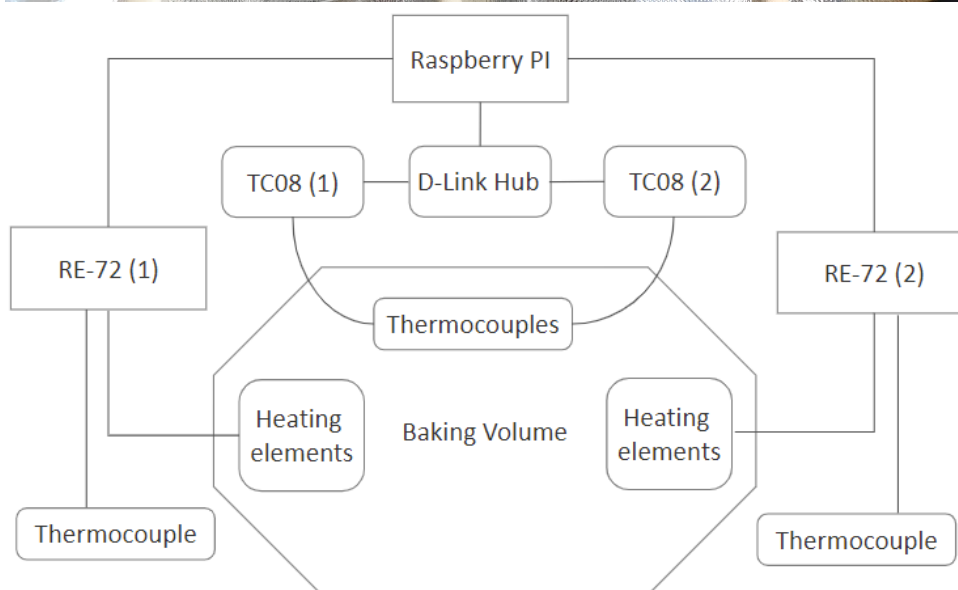 Raspberry PI
TC08 (1)
D-Link Hub
TC08 (2)
RE-72 (1)
RE-72 (2)
Thermocouples
Heating
elements
Baking Volume
Heating
elements
Thermocouple
Thermocouple